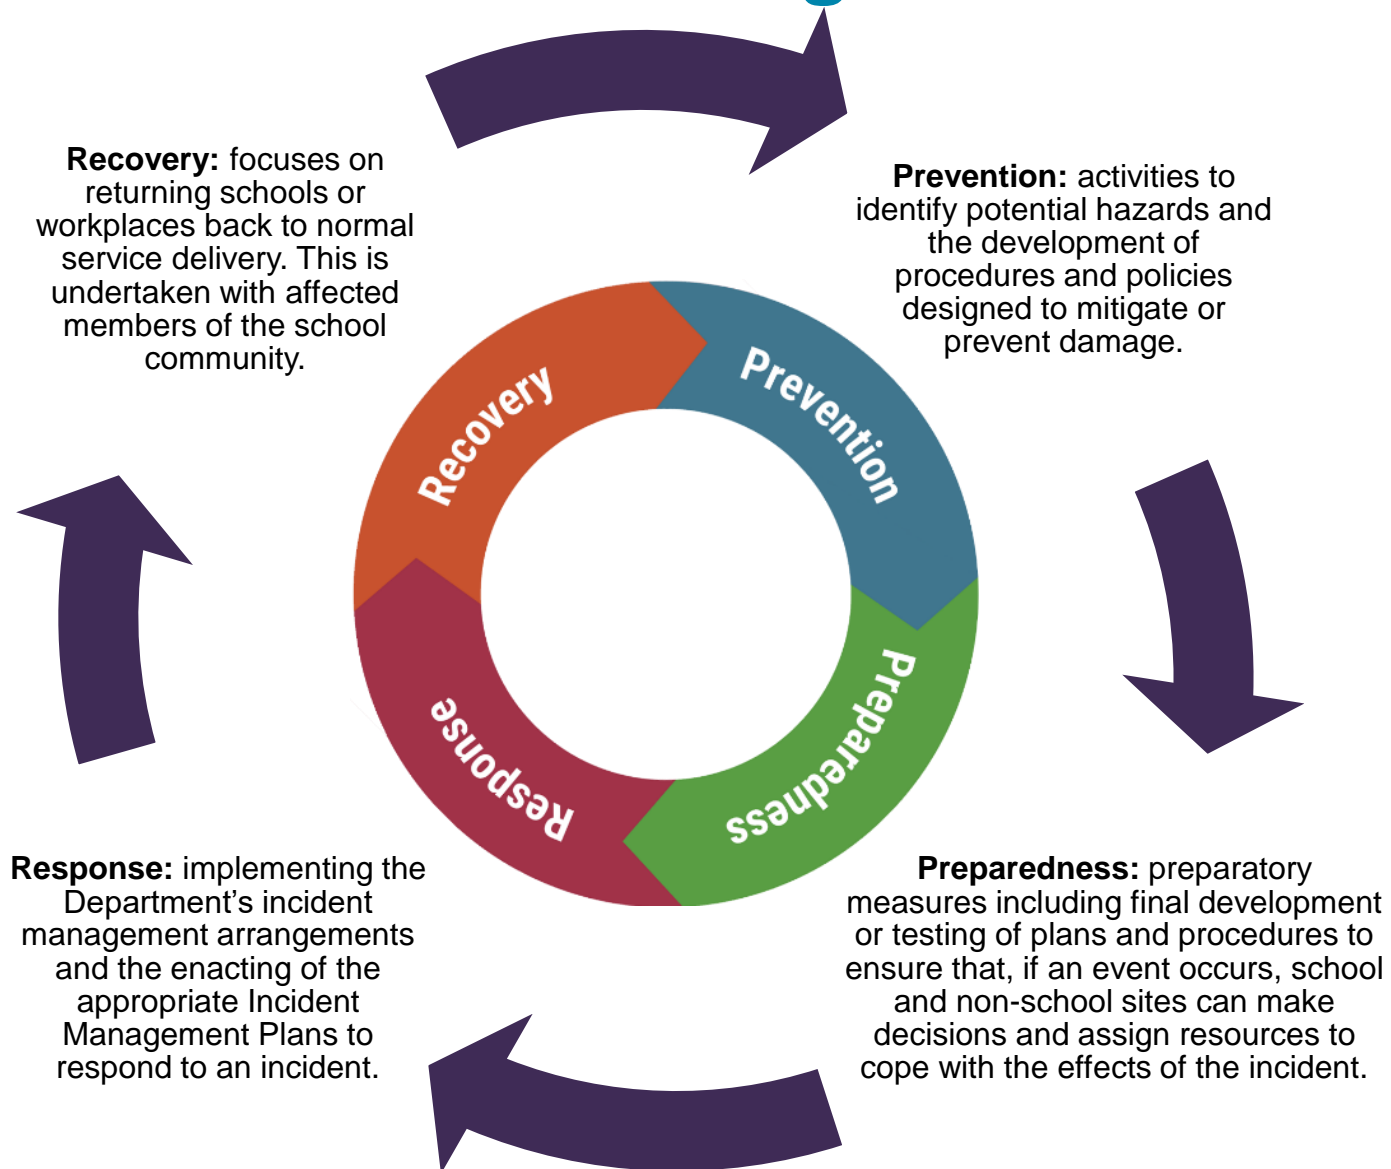 Recovery: focuses on
returning schools or
workplaces back to normal
service delivery. This is
undertaken with affected
members of the school
community.
Prevention: activities to
identify potential hazards and
the development of
procedures and policies
designed to mitigate or
prevent damage.
Recovery
Prevention
Response
Preparedness
Response: implementing the
Department’s incident
management arrangements
and the enacting of the
appropriate Incident
Management Plans to
respond to an incident.
Preparedness: preparatory
measures including final development
or testing of plans and procedures to
ensure that, if an event occurs, school
and non-school sites can make
decisions and assign resources to
cope with the effects of the incident.